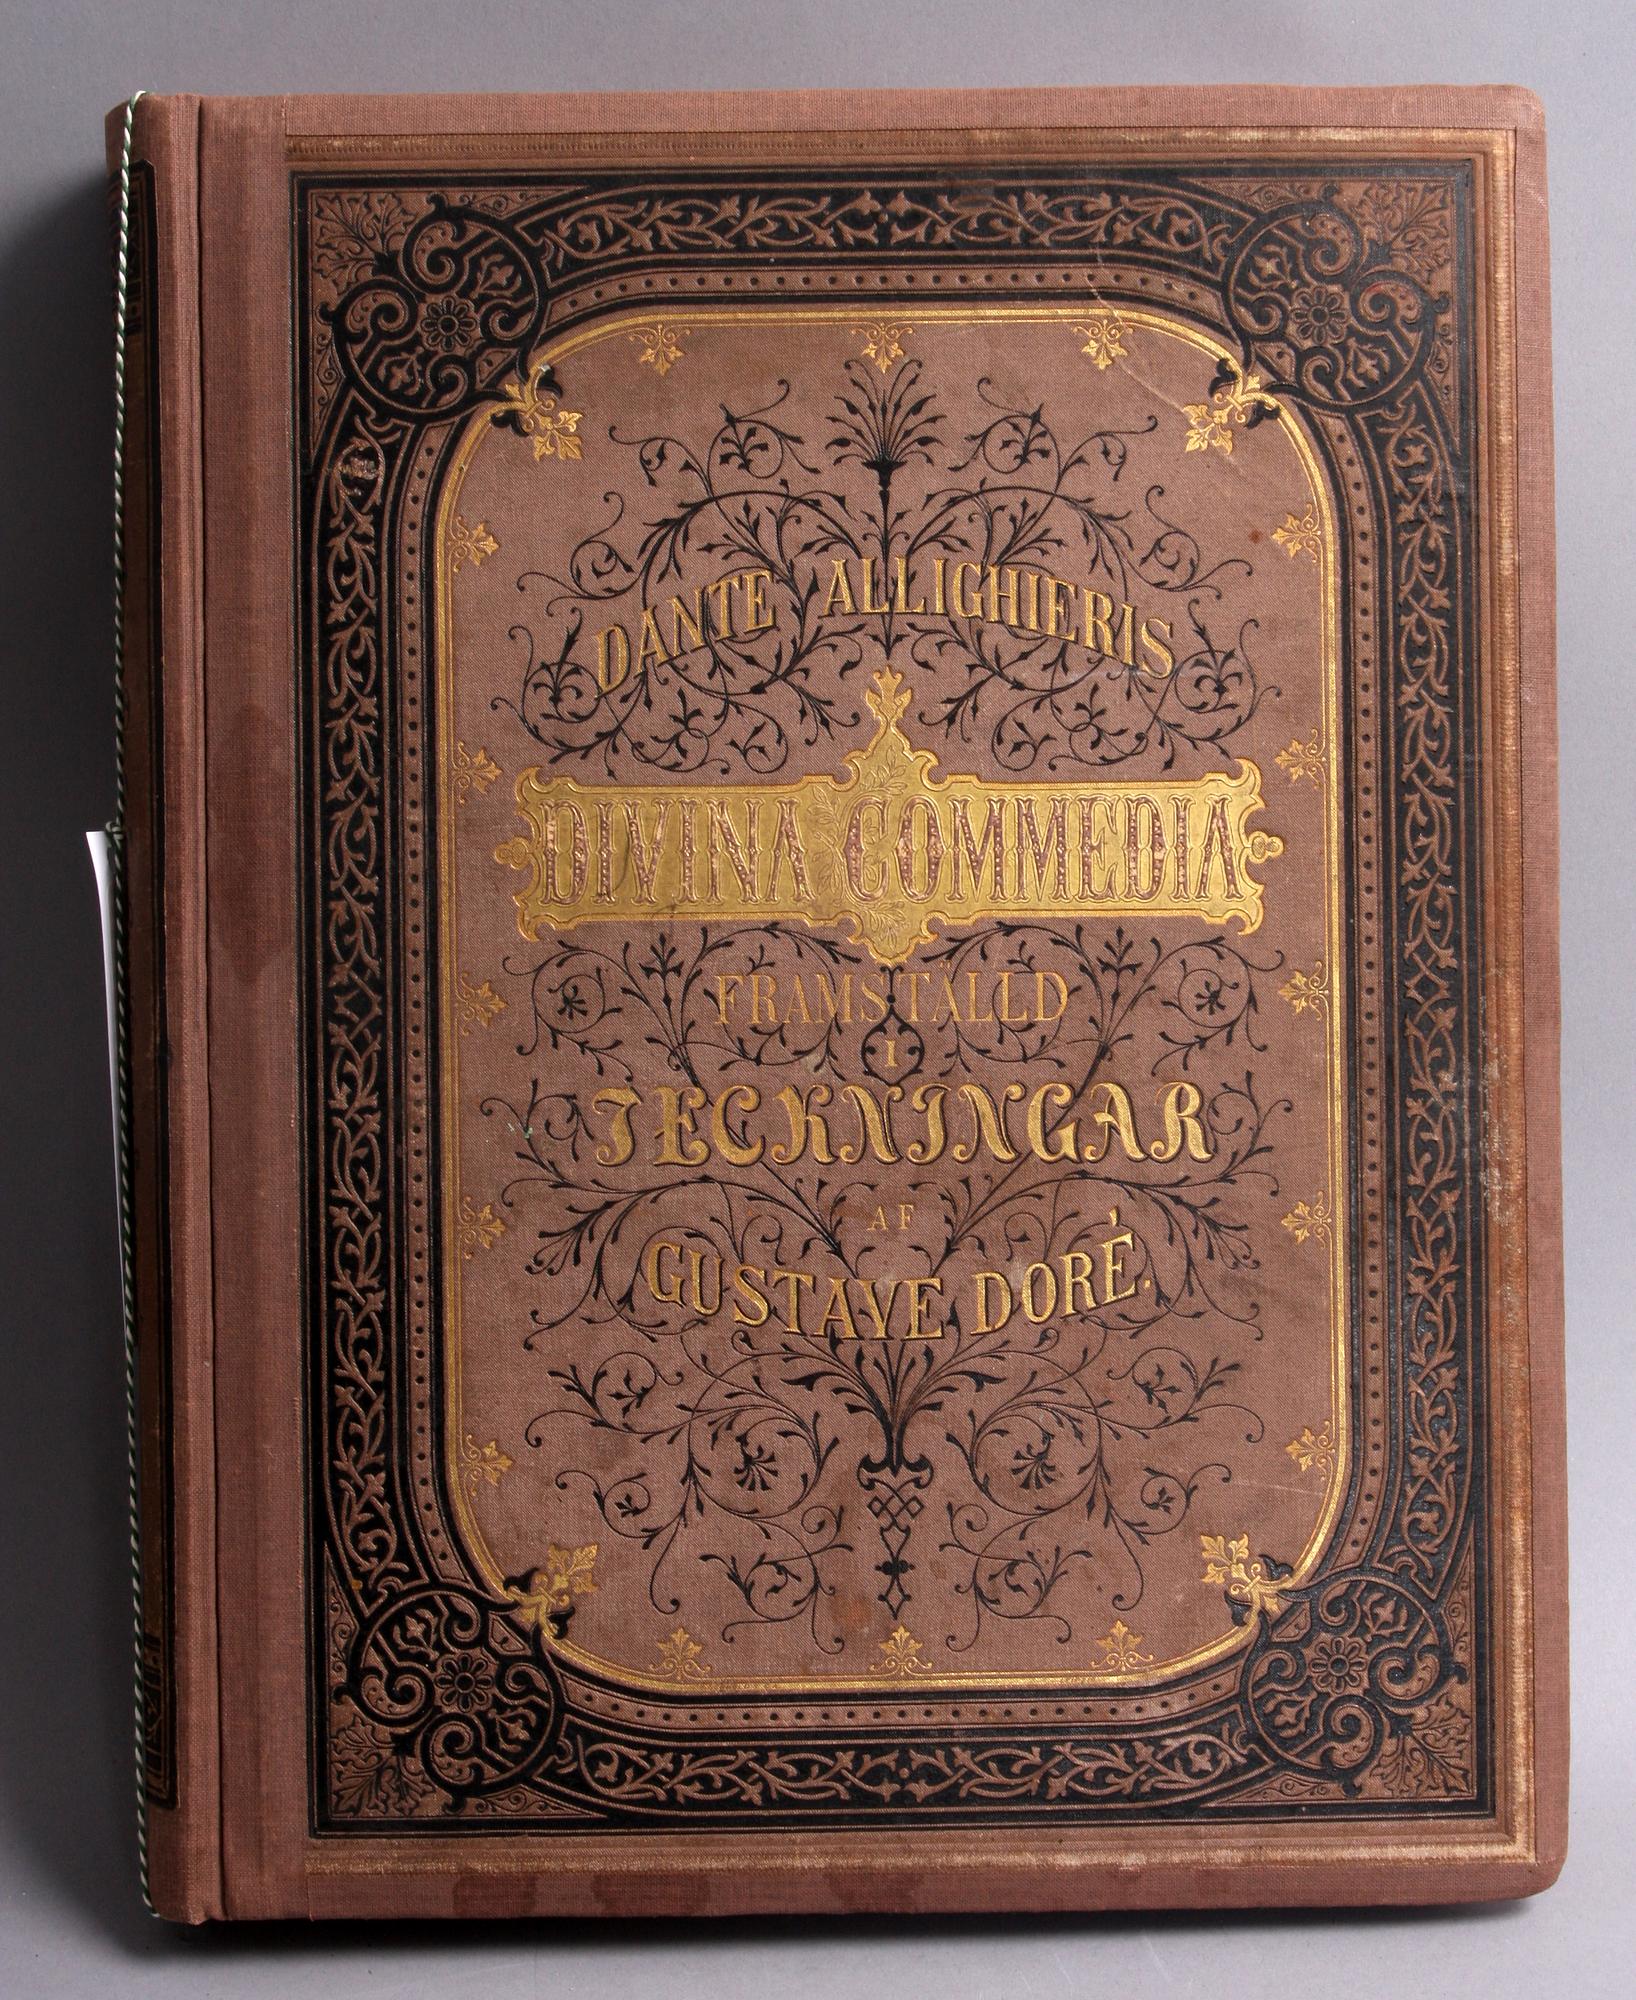 DANTE ALLIGHIERIS
DIVINA COMMEDIA
FRAMSTÄLLD
I
TECKNINGAR
AF
GUSTAVE DORÉ.